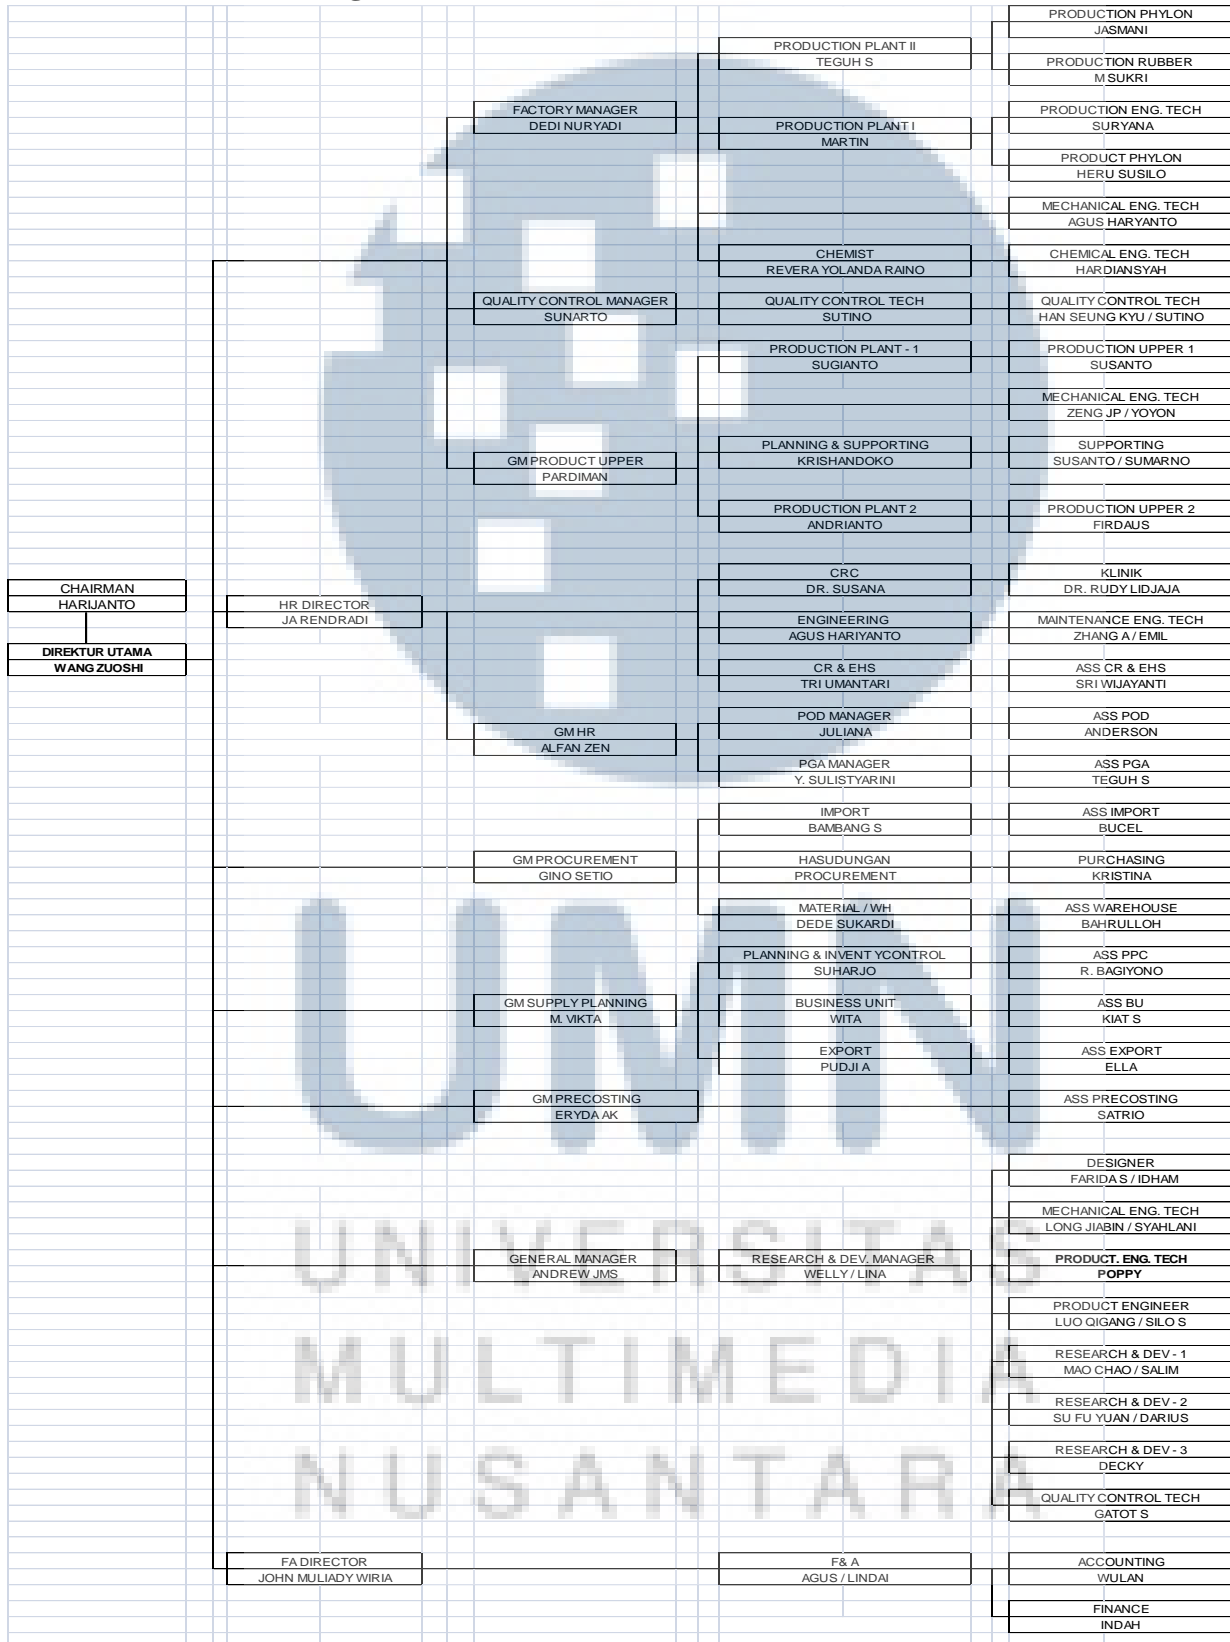 PRODUCTION PHYLON
JASMANI
PRODUCTION PLANT II
TEGUH S
PRODUCTION RUBBER
M SUKRI
FACTORY MANAGER
DEDI NURYADI
PRODUCTION PLANT I
MARTIN
PRODUCTION ENG. TECH
SURYANA
PRODUCT PHYLON
HERU SUSILO
MECHANICAL ENG. TECH
AGUS HARYANTO
CHEMIST
REVERA YOLANDA RAINO
CHEMICAL ENG. TECH
HARDIANSYAH
QUALITY CONTROL MANAGER
SUNARTO
QUALITY CONTROL TECH
SUTINO
QUALITY CONTROL TECH
HAN SEUNG KYU / SUTINO
PRODUCTION PLANT - 1
SUGIANTO
PRODUCTION UPPER 1
SUSANTO
MECHANICAL ENG. TECH
ZENG JP / YOYON
GM PRODUCT UPPER
PARDIMAN
PLANNING & SUPPORTING
KRISHANDOKO
SUPPORTING
SUSANTO / SUMARNO
PRODUCTION PLANT 2
ANDRIANTO
PRODUCTION UPPER 2
FIRDAUS
CHAIRMAN
HARIJANTO
DIREKTUR UTAMA
WANG ZUOSHI
HR DIRECTOR
JA RENDRADI
CRC
DR. SUSANA
KLINIK
DR. RUDY LIDJAJA
ENGINEERING
AGUS HARIYANTO
MAINTENANCE ENG. TECH
ZHANG A / EMIL
CR & EHS
TRI UMANTARI
ASS CR & EHS
SRI WIJAYANTI
GM HR
ALFAN ZEN
POD MANAGER
JULIANA
ASS POD
ANDERSON
PGA MANAGER
Y. SULISTYARINI
ASS PGA
TEGUH S
IMPORT
BAMBANG S
ASS IMPORT
BUCEL
GM PROCUREMENT
GINO SETIO
HASUDUNGAN
PROCUREMENT
PURCHASING
KRISTINA
MATERIAL / WH
DEDE SUKARDI
ASS WAREHOUSE
BAHRULLOH
PLANNING & INVENT YCONTROL
SUHARJO
ASS PPC
R. BAGIYONO
GM SUPPLY PLANNING
M. VIKTA
BUSINESS UNIT
WITA
ASS BU
KIAT S
EXPORT
PUDJI A
ASS EXPORT
ELLA
GM PRECOSTING
ERYDA AK
ASS PRECOSTING
SATRIO
DESIGNER
FARIDA S / IDHAM
MECHANICAL ENG. TECH
LONG JIABIN / SYAHLANI
GENERAL MANAGER
ANDREW JMS
RESEARCH & DEV. MANAGER
WELLY / LINA
PRODUCT. ENG. TECH
POPPY
PRODUCT ENGINEER
LUO QIGANG / SILO S
RESEARCH & DEV - 1
MAO CHAO / SALIM
RESEARCH & DEV - 2
SU FU YUAN / DARIUS
RESEARCH & DEV - 3
DECKY
QUALITY CONTROL TECH
GATOT S
FA DIRECTOR
JOHN MULIADY WIRIA
F& A
AGUS / LINDAI
ACCOUNTING
WULAN
FINANCE
INDAH
UMN
UNIVERSITAS
MULTIMEDIA
NUSANTARA